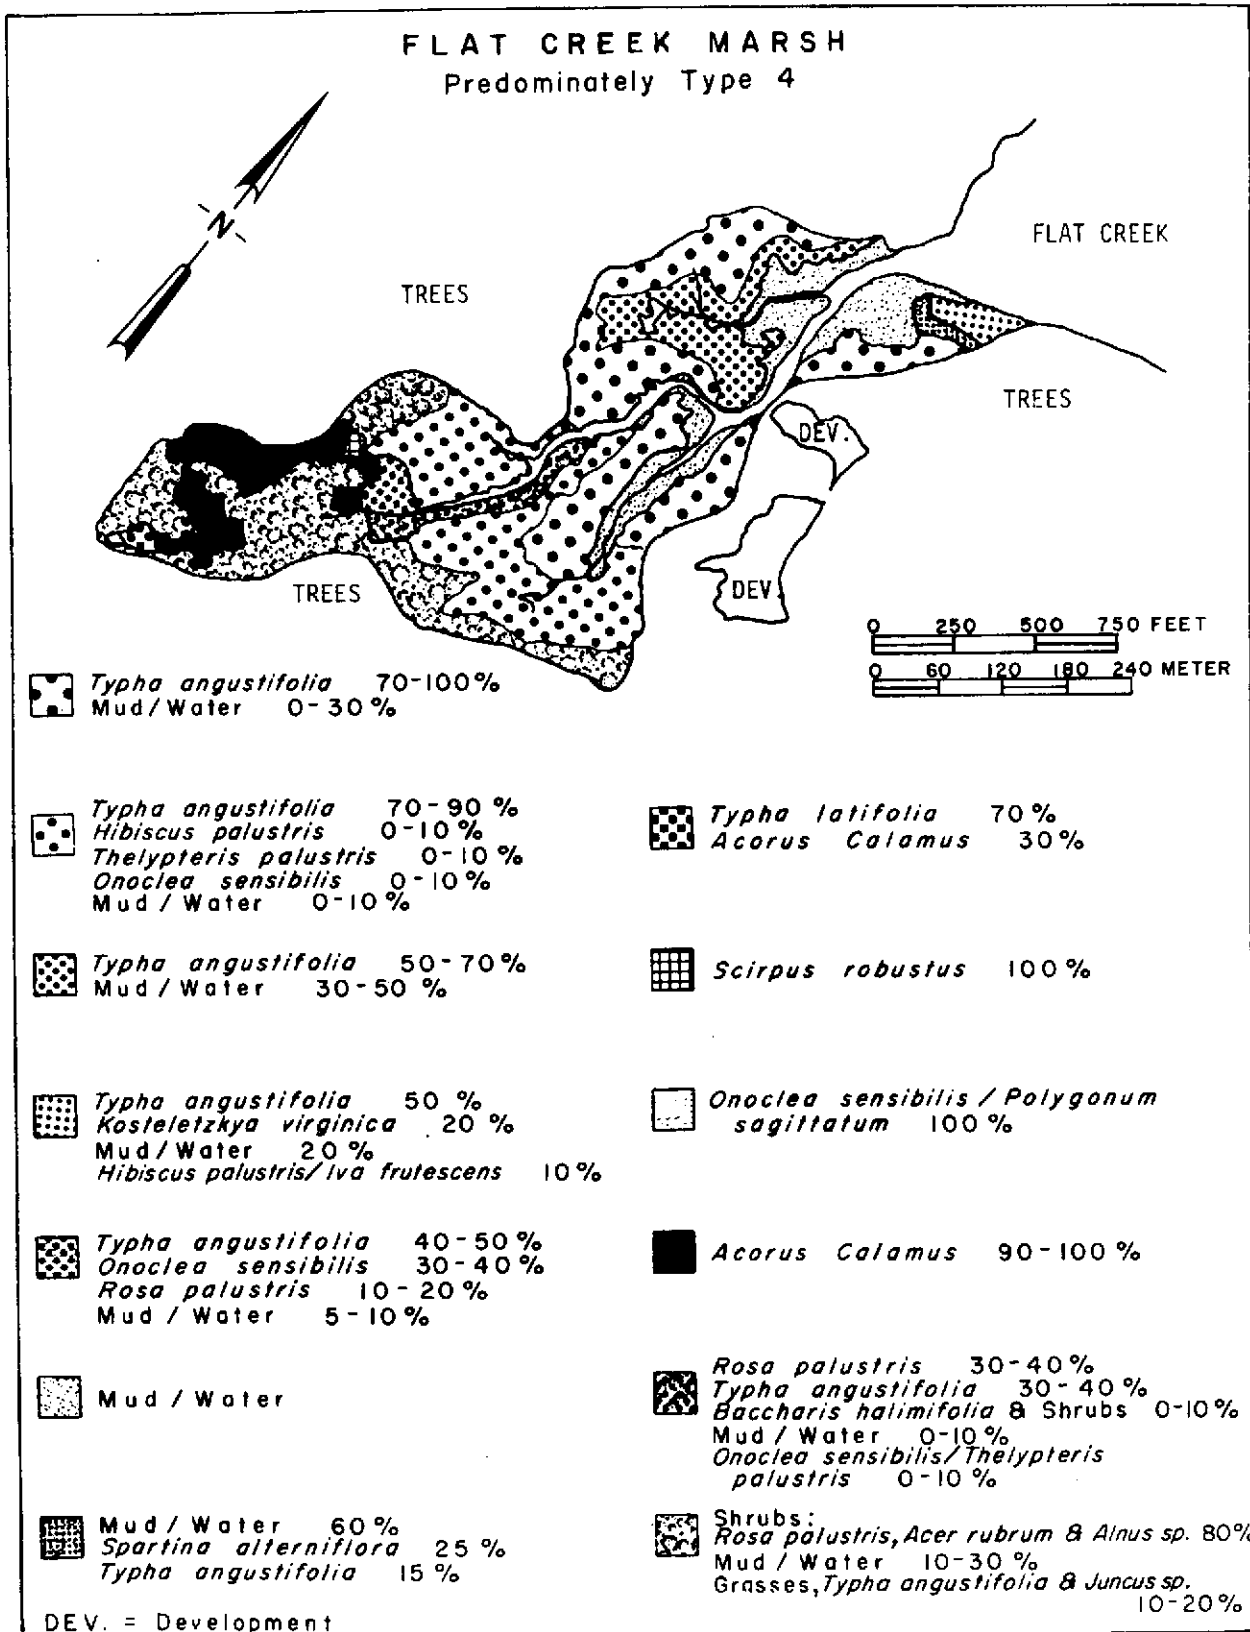 FLAT CREEK MARSH
Predominately Type 4
N
FLAT CREEK
TREES
TREES
DEV.
TREES
DEV.
0 250 500 750 FEET
0 60 120 180 240 METER
Typha angustifolia 70-100%
Mud/Water 0-30%
Typha angustifolia 70-90%
Hibiscus palustris 0-10%
Thelypteris palustris 0-10%
Onoclea sensibilis 0-10%
Mud / Water 0-10%
Typha angustifolia 50-70%
Mud/Water 30-50%
Typha angustifolia 50%
Kosteletzkya virginica 20%
Mud/Water 20%
Hibiscus palustris/Iva frutescens 10%
Typha angustifolia 40-50%
Onoclea sensibilis 30-40%
Rosa palustris 10-20%
Mud / Water 5-10%
Mud / Water
Mud / Water 60%
Spartina alterniflora 25%
Typha angustifolia 15%
DEV. = Development
Typha latifolia 70%
Acorus Calamus 30%
Scirpus robustus 100%
Onoclea sensibilis / Polygonum
sagittatum 100%
Acorus Calamus 90-100%
Rosa palustris 30-40%
Typha angustifolia 30-40%
Baccharis halimifolia & Shrubs 0-10%
Mud / Water 0-10%
Onoclea sensibilis/Thelypteris
palustris 0-10%
Shrubs:
Rosa palustris, Acer rubrum & Alnus sp. 80%
Mud / Water 10-30%
Grasses, Typha angustifolia & Juncus sp.
10-20%